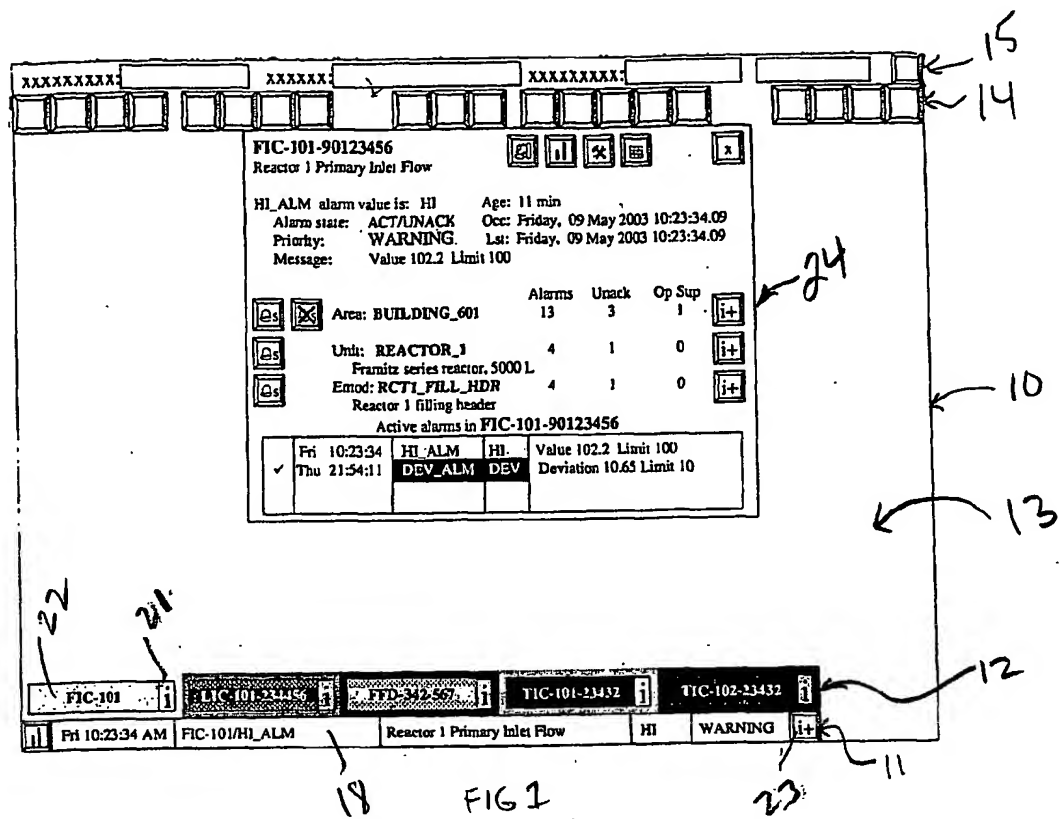 15
xxxxxxxxx: xxxxxx: xxxxxxxxx:
14
FIC-101-90123456 x
Reactor 1 Primary Inlet Flow
HI_ALM alarm value is: HI Age: 11 min
Alarm state: ACT/UNACK Occ: Friday, 09 May 2003 10:23:34.09
Priority: WARNING. Lst: Friday, 09 May 2003 10:23:34.09
Message: Value 102.2 Limit 100
24
Alarms Unack Op Sup
s s Area: BUILDING_601 13 3 1 i+
s Unit: REACTOR_1 4 1 0 i+
Framitz series reactor, 5000 L
s Emod: RCT1_FILL_HDR 4 1 0 i+
Reactor 1 filling header
10
Active alarms in FIC-101-90123456
Fri 10:23:34 HI_ALM HI Value 102.2 Limit 100
✓ Thu 21:54:11 DEV_ALM DEV Deviation 10.65 Limit 10
13
22 21
12
FIC-101 i LIC-101-234456 i FFD-342-567 i TIC-101-23432 i TIC-102-23432 i
Fri 10:23:34 AM FIC-101/HI_ALM Reactor 1 Primary Inlet Flow HI WARNING i+
11
18 FIG 1 23